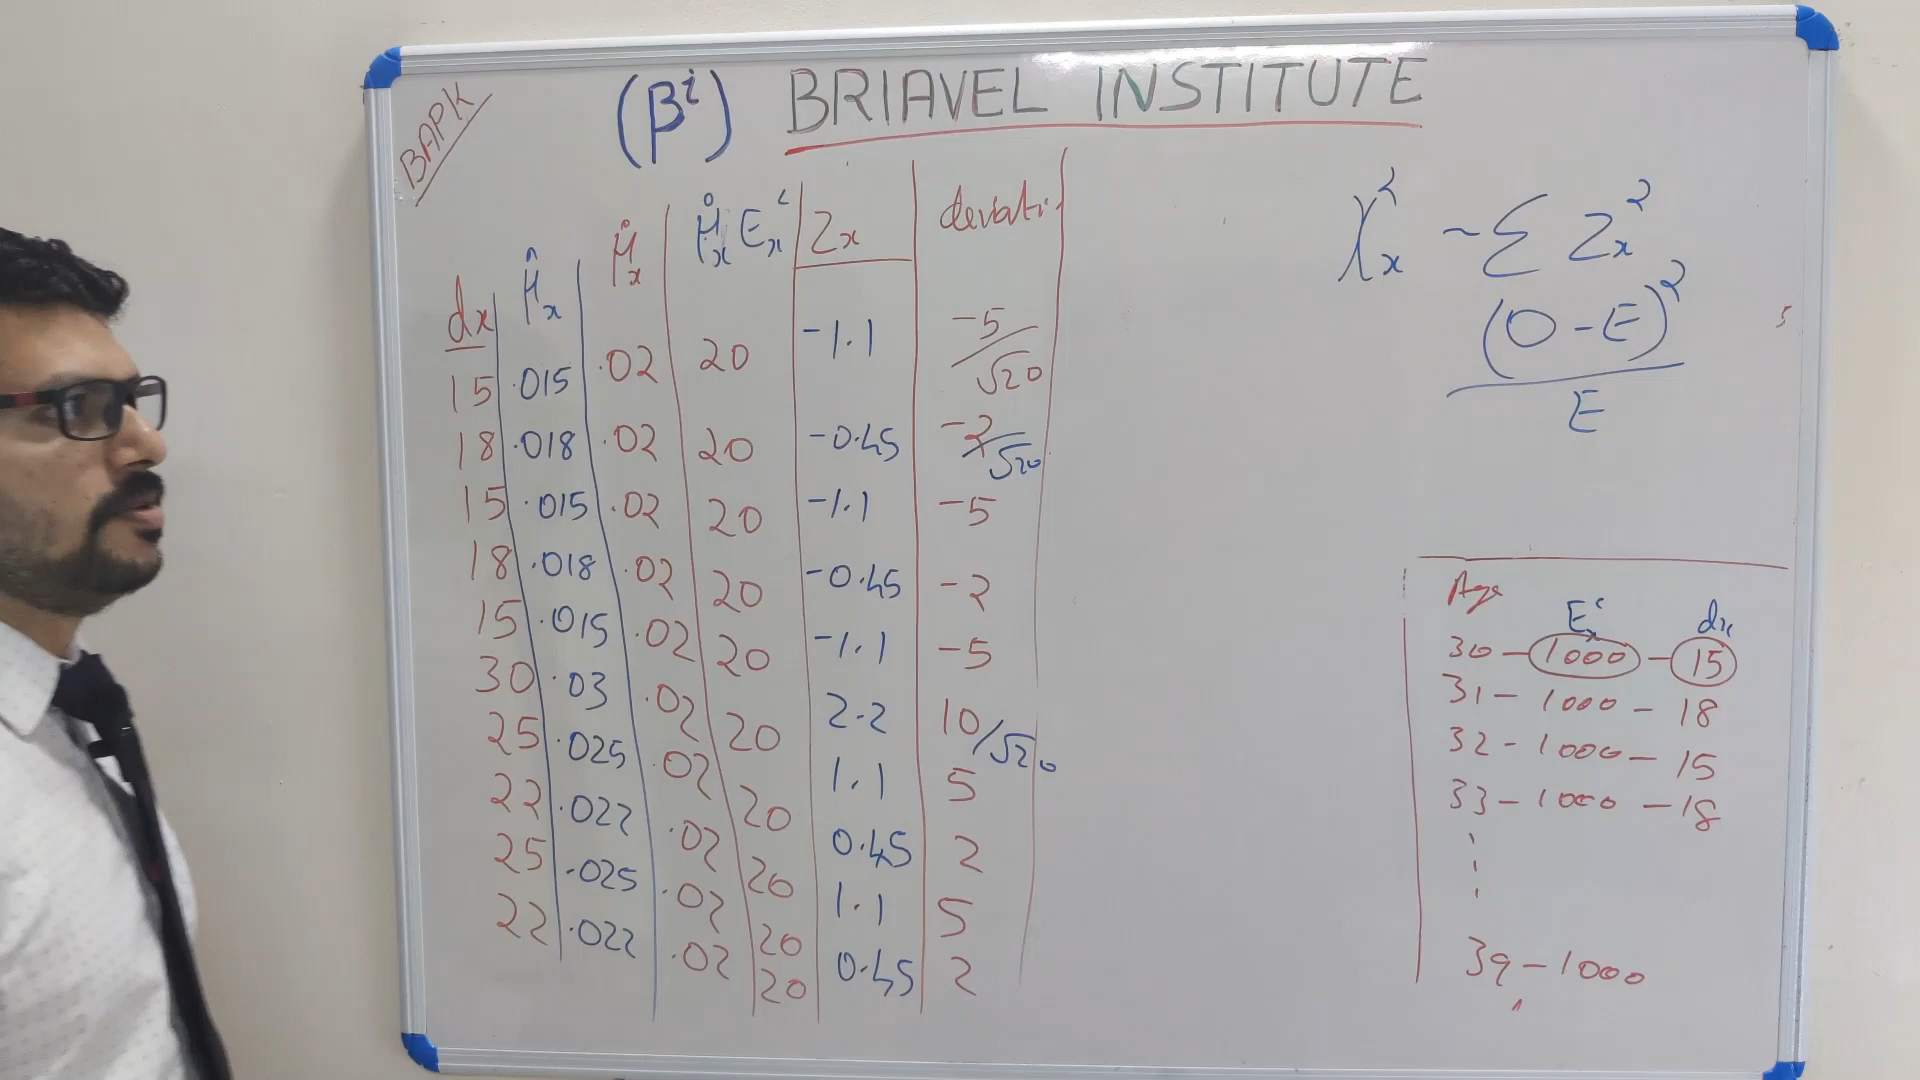 BAPK
(βⁱ) BRIAVEL INSTITUTE
dx μ̂x μ̊x μ̊x Exᶜ Zx deviati
15 .015 .02 20 -1.1 -5/√20
18 .018 .02 20 -0.45 -2/√20
15 .015 .02 20 -1.1 -5
18 .018 .02 20 -0.45 -2
15 .015 .02 20 -1.1 -5
30 .03 .02 20 2.2 10/√20
25 .025 .02 20 1.1 5
22 .022 .02 20 0.45 2
25 .025 .02 20 1.1 5
22 .022 .02 20 0.45 2
χ²x ~ Σ Zx²
(O - E)²
E
5
Age Exᶜ dx
30 - 1000 - 15
31 - 1000 - 18
32 - 1000 - 15
33 - 1000 - 18
39 - 1000